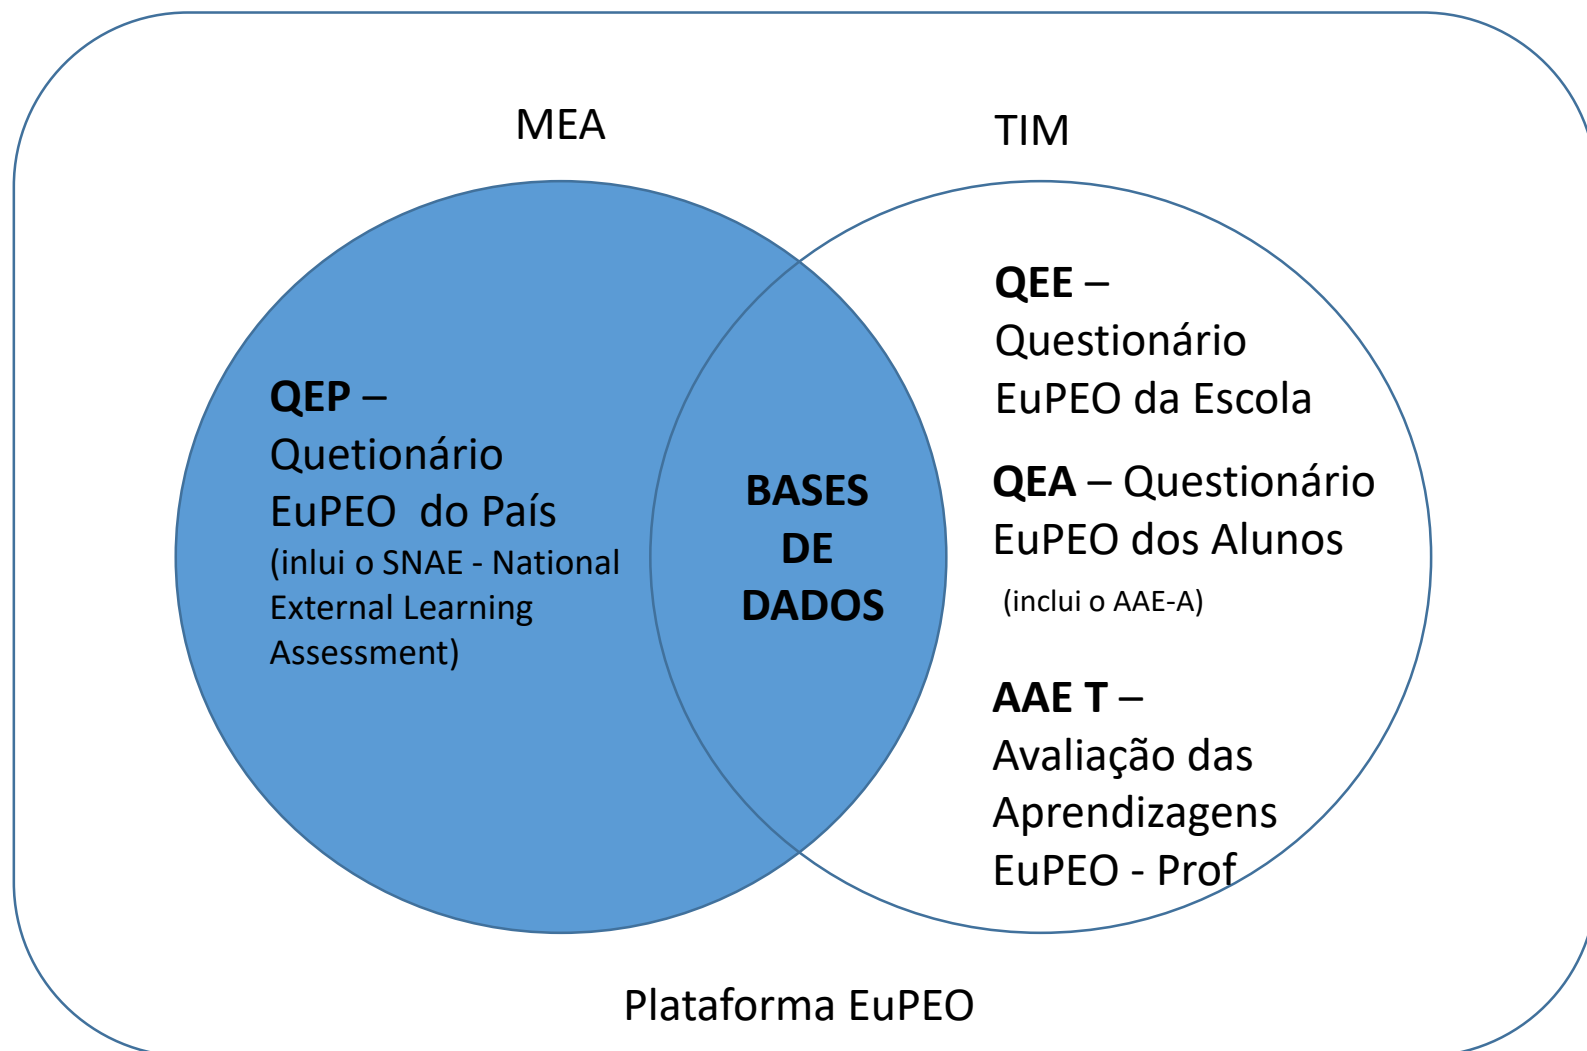 MEA
TIM
QEP –
Quetionário
EuPEO  do País
(inlui o SNAE - National
External Learning
Assessment)
BASES
DE
DADOS
QEE –
Questionário
EuPEO da Escola
QEA – Questionário
EuPEO dos Alunos
(inclui o AAE-A)
AAE T –
Avaliação das
Aprendizagens
EuPEO - Prof
Plataforma EuPEO